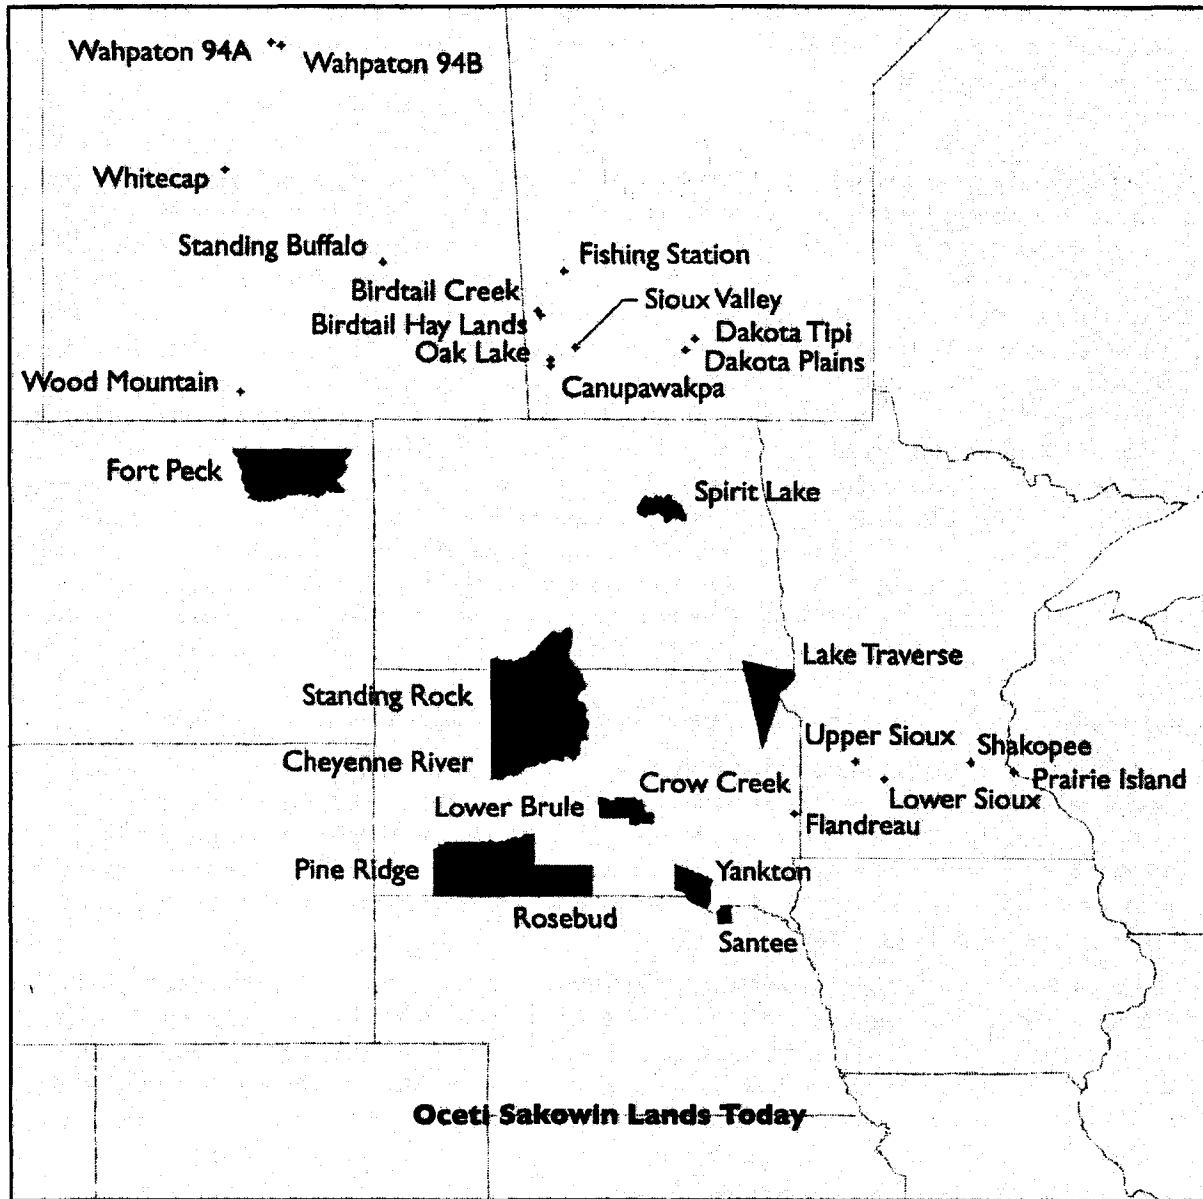 Wahpaton 94A
Wahpaton 94B
Whitecap
Standing Buffalo
Fishing Station
Birdtail Creek
Sioux Valley
Birdtail Hay Lands
Dakota Tipi
Oak Lake
Dakota Plains
Wood Mountain
Canupawakpa
Fort Peck
Spirit Lake
Lake Traverse
Standing Rock
Upper Sioux
Shakopee
Cheyenne River
Crow Creek
Prairie Island
Lower Brule
Lower Sioux
Flandreau
Pine Ridge
Yankton
Rosebud
Santee
Oceti Sakowin Lands Today